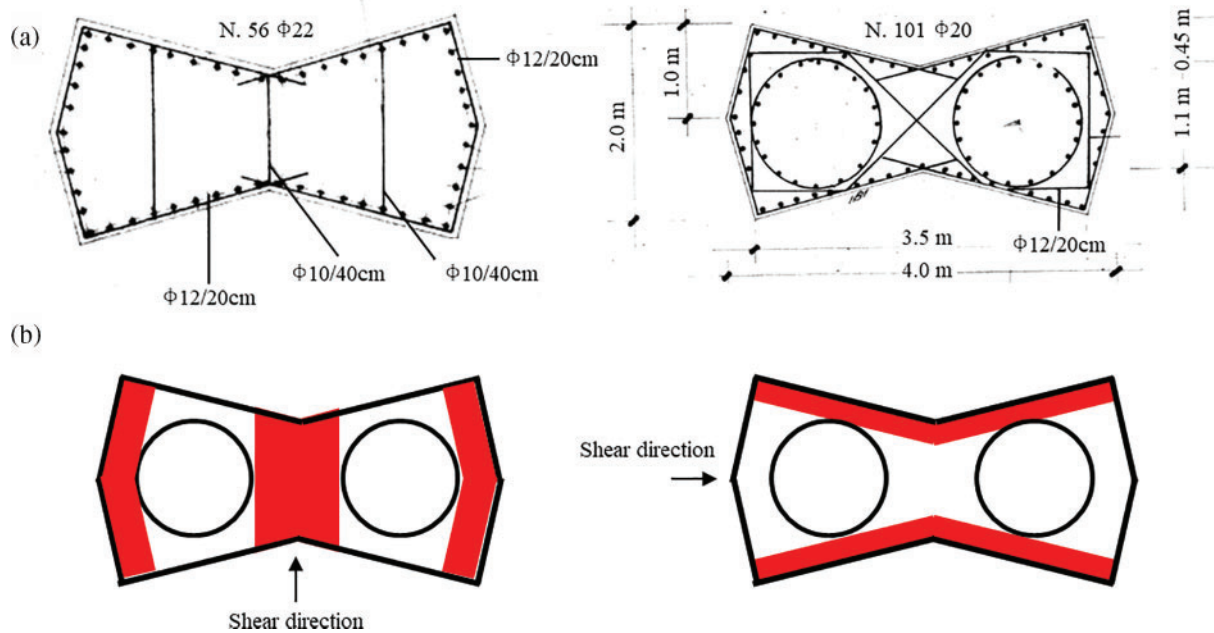 (a)
N. 56 Φ22
Φ12/20cm
Φ10/40cm
Φ10/40cm
Φ12/20cm
N. 101 Φ20
2.0 m
1.0 m
0.45 m
1.1 m
Φ12/20cm
3.5 m
4.0 m
(b)
Shear direction
Shear direction